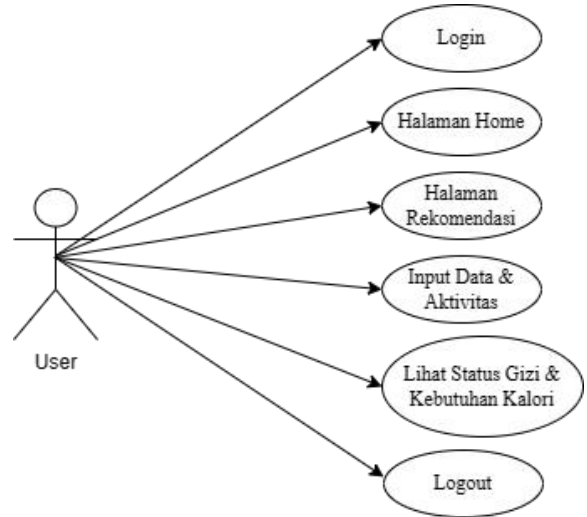 Login
Halaman Home
Halaman
Rekomendasi
Input Data &
Aktivitas
User
Lihat Status Gizi &
Kebutuhan Kalori
Logout